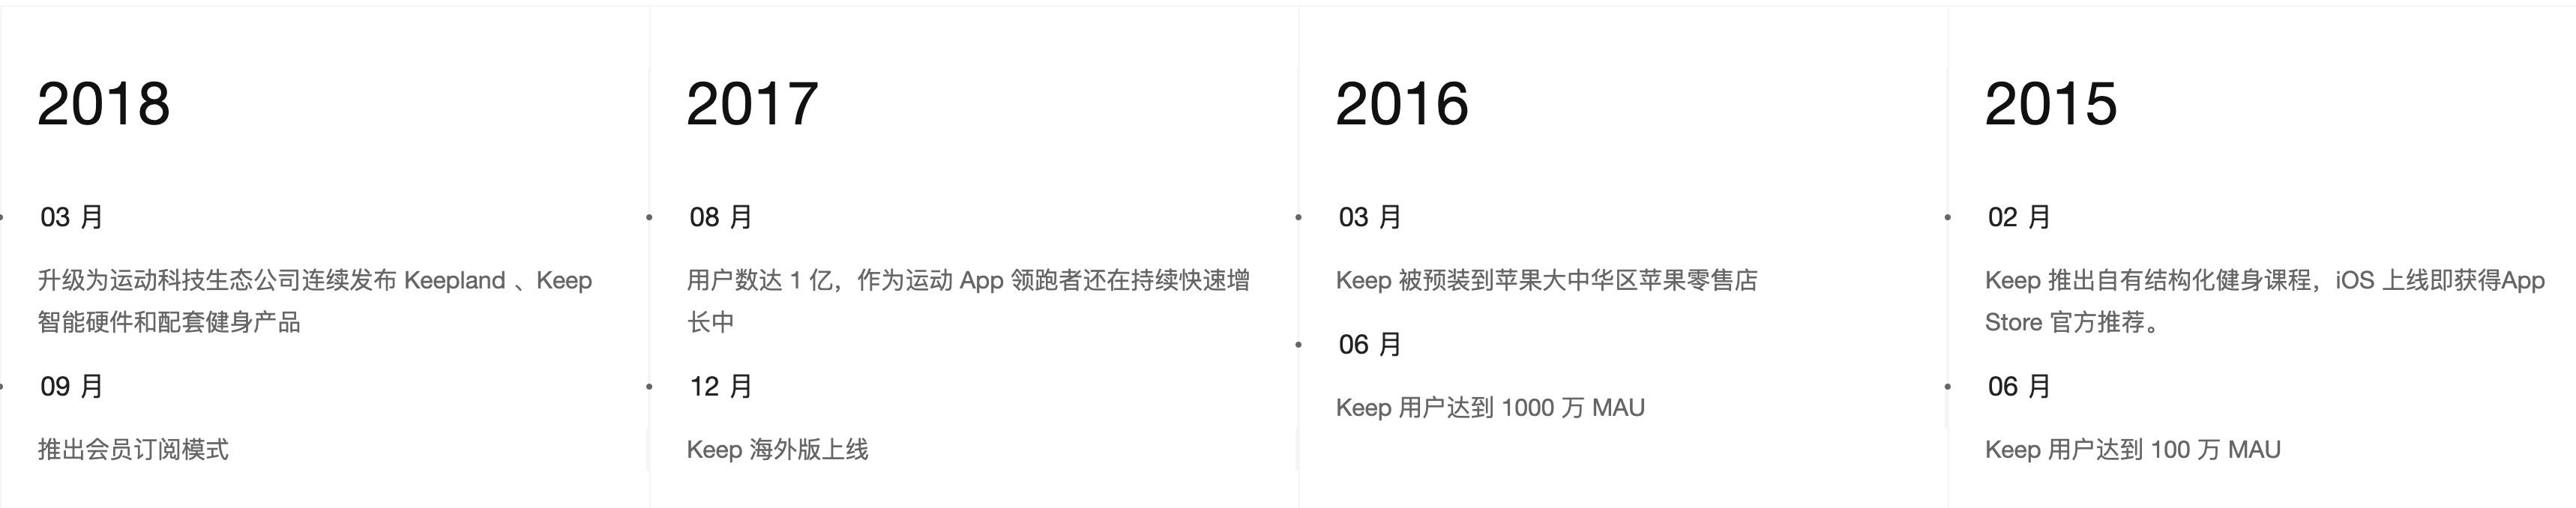 2018
03 月
升级为运动科技生态公司连续发布 Keepland 、Keep
智能硬件和配套健身产品
09 月
推出会员订阅模式
2017
08 月
用户数达 1 亿，作为运动 App 领跑者还在持续快速增
长中
12 月
Keep 海外版上线
2016
03 月
Keep 被预装到苹果大中华区苹果零售店
06 月
Keep 用户达到 1000 万 MAU
2015
02 月
Keep 推出自有结构化健身课程，iOS 上线即获得App
Store 官方推荐。
06 月
Keep 用户达到 100 万 MAU